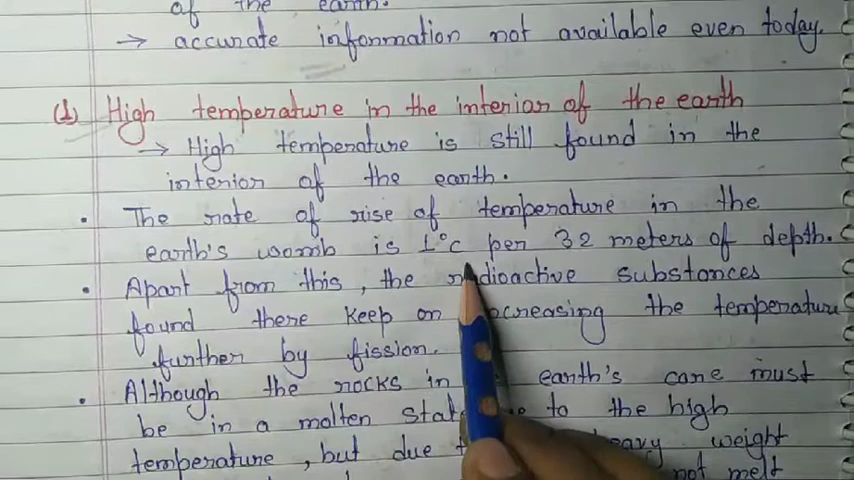 of the earth.
→ accurate information not available even today.
(1) High temperature in the interior of the earth
→ High temperature is still found in the
interior of the earth.
• The rate of rise of temperature in the
earth's womb is 1°C per 32 meters of depth.
• Apart from this, the radioactive substances
found there keep on increasing the temperature
further by fission.
• Although the rocks in earth's core must
be in a molten state to the high
temperature, but due heavy weight
not melt